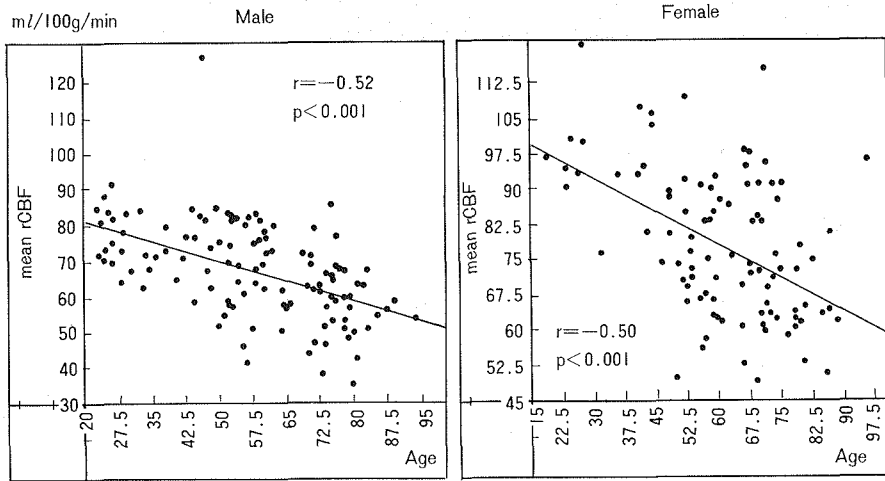 mℓ/100g/min
Male
mean rCBF
120
110
100
90
80
70
60
50
40
30
r=−0.52
p<0.001
20 27.5 35 42.5 50 57.5 65 72.5 80 87.5 95
Age
Female
mean rCBF
112.5
105
97.5
90
82.5
75
67.5
60
52.5
45
r=−0.50
p<0.001
15 22.5 30 37.5 45 52.5 60 67.5 75 82.5 90 97.5
Age